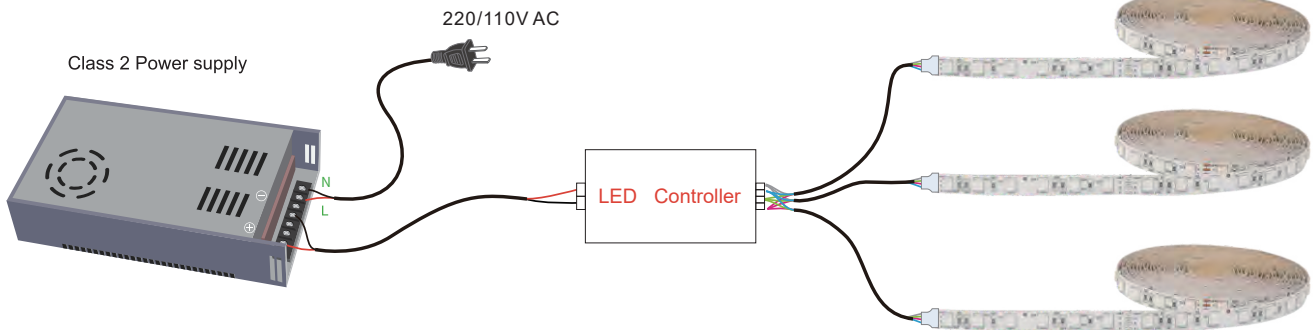 220/110V AC
Class 2 Power supply
N
L
LED Controller